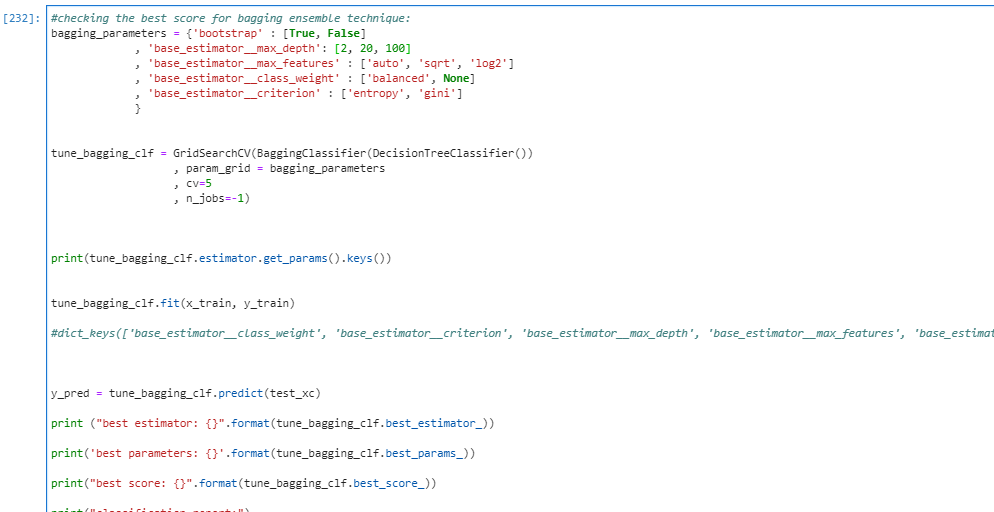 [232]: #checking the best score for bagging ensemble technique:
bagging_parameters = {'bootstrap' : [True, False]
, 'base_estimator__max_depth': [2, 20, 100]
, 'base_estimator__max_features' : ['auto', 'sqrt', 'log2']
, 'base_estimator__class_weight' : ['balanced', None]
, 'base_estimator__criterion' : ['entropy', 'gini']
}
tune_bagging_clf = GridSearchCV(BaggingClassifier(DecisionTreeClassifier())
, param_grid = bagging_parameters
, cv=5
, n_jobs=-1)
print(tune_bagging_clf.estimator.get_params().keys())
tune_bagging_clf.fit(x_train, y_train)
#dict_keys(['base_estimator__class_weight', 'base_estimator__criterion', 'base_estimator__max_depth', 'base_estimator__max_features', 'base_estimat
y_pred = tune_bagging_clf.predict(test_xc)
print ("best estimator: {}".format(tune_bagging_clf.best_estimator_))
print('best parameters: {}'.format(tune_bagging_clf.best_params_))
print("best score: {}".format(tune_bagging_clf.best_score_))
print("classification report:")